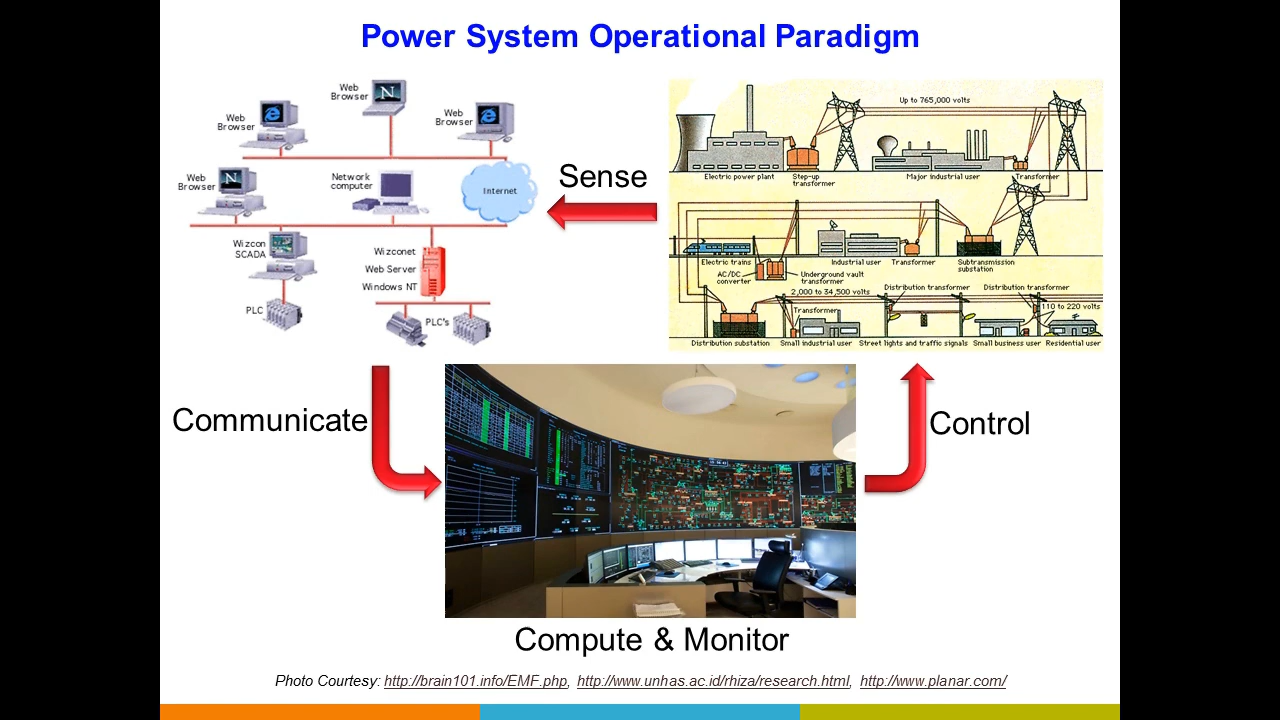 Power System Operational Paradigm
Web
Browser
Web
Browser
Web
Browser
Web
Browser
Network
computer
Internet
Wizcon
SCADA
Wizconet
Web Server
Windows NT
PLC
PLC's
Sense
Up to 765,000 volts
Electric power plant
Step-up
transformer
Major industrial user
Transformer
Electric trains
Industrial user
Transformer
Subtransmission
substation
AC/DC
converter
Underground vault
transformer
2,000 to 34,500 volts
Distribution transformer
Distribution transformer
Transformer
110 to 220 volts
Distribution substation
Small industrial user
Street lights and traffic signals
Small business user
Residential user
Communicate
Control
Compute & Monitor
Photo Courtesy: http://brain101.info/EMF.php, http://www.unhas.ac.id/rhiza/research.html, http://www.planar.com/